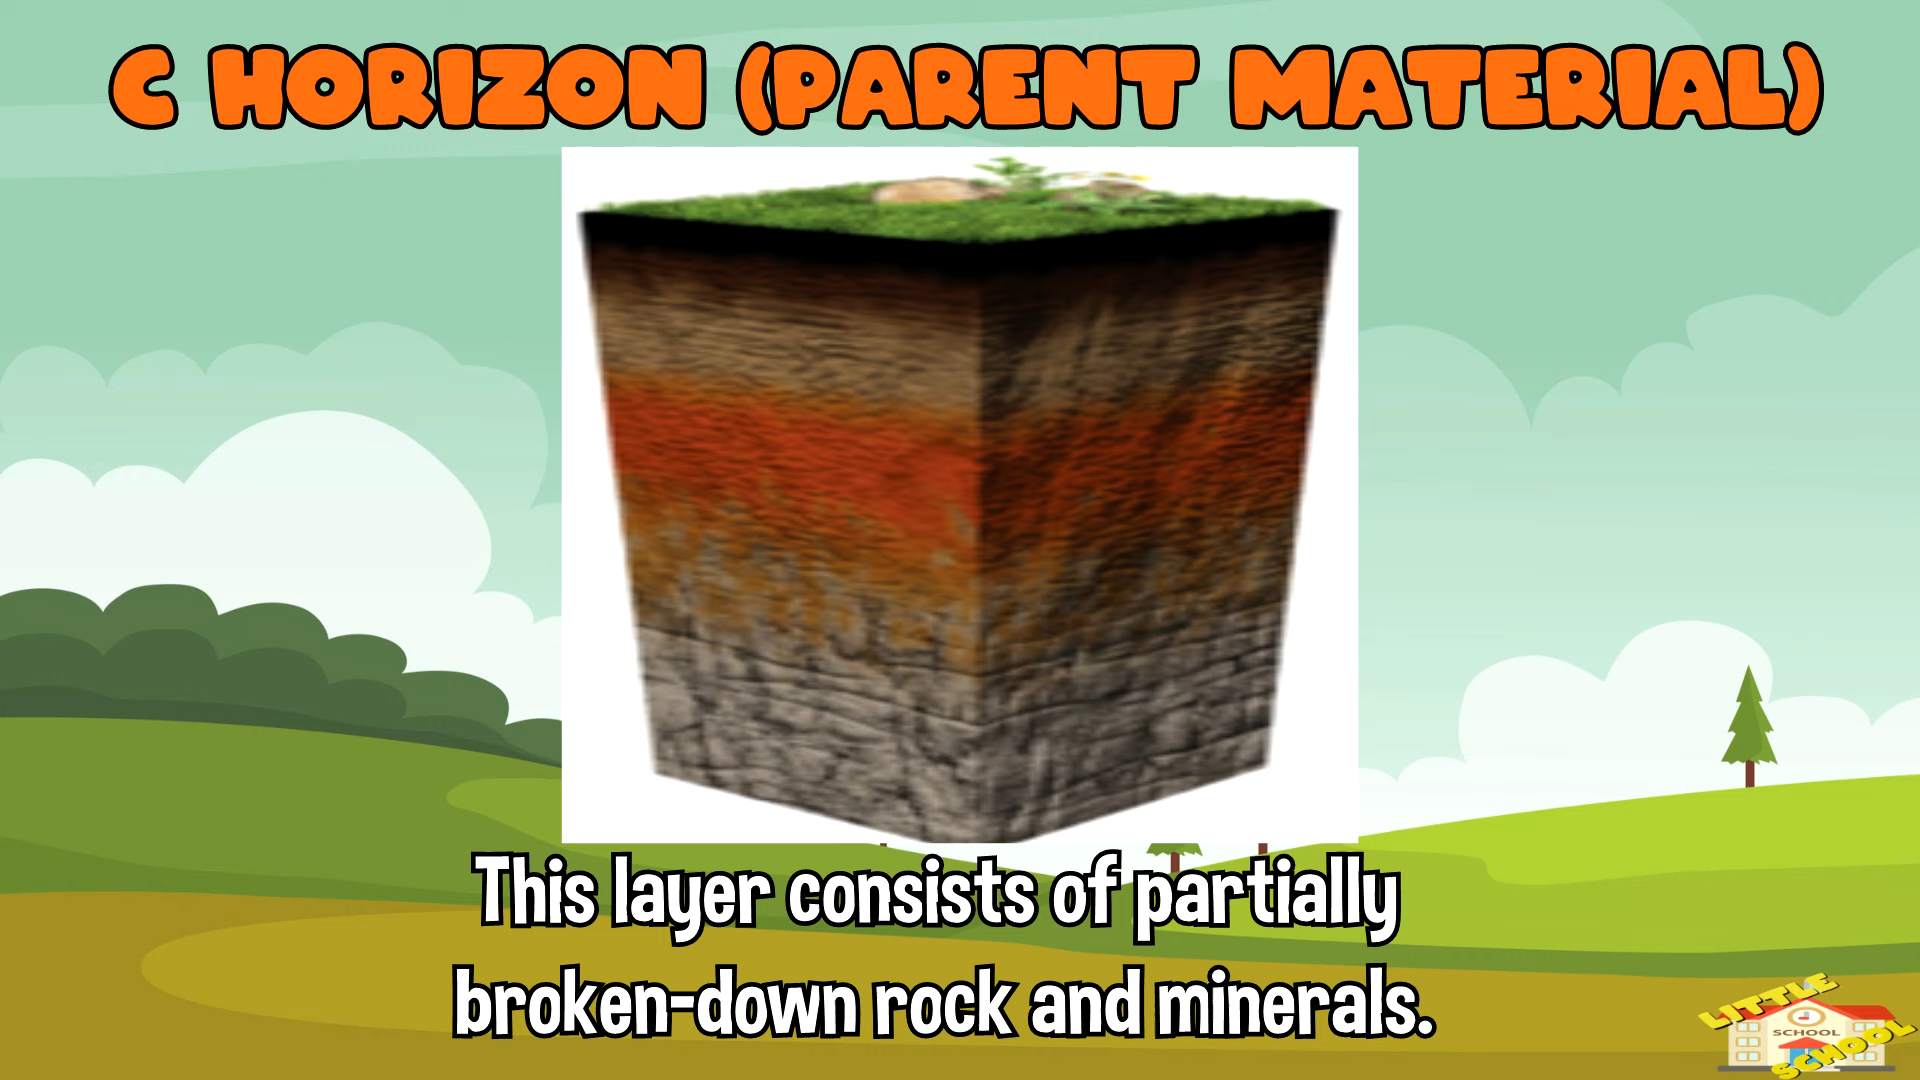 C HORIZON (PARENT MATERIAL)
This layer consists of partially
broken-down rock and minerals.
LITTLE
SCHOOL
SCHOOL